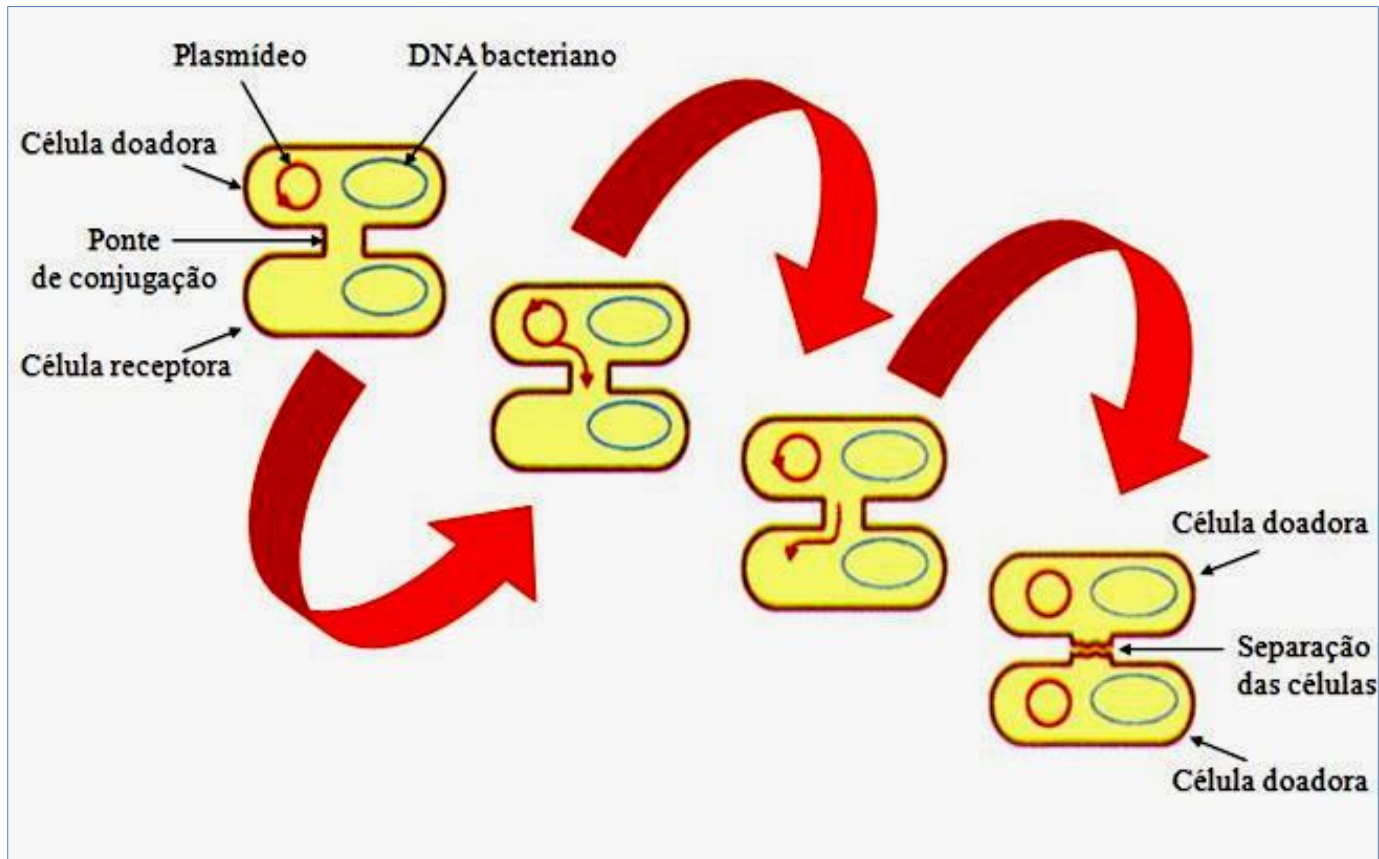 Plasmídeo
DNA bacteriano
Célula doadora
Ponte
de conjugação
Célula receptora
Célula doadora
Separação
das células
Célula doadora